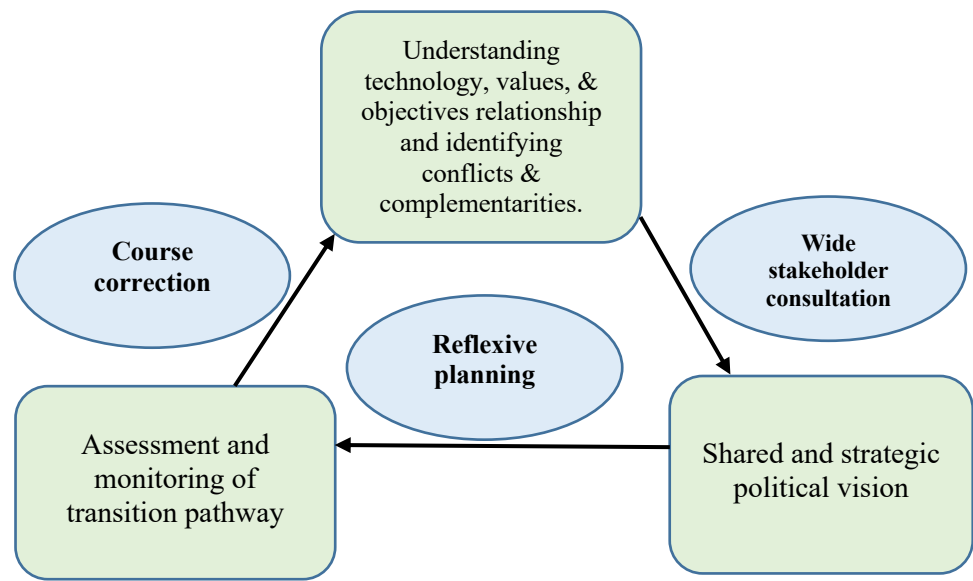 Understanding
technology, values, &
objectives relationship
and identifying
conflicts &
complementarities.
Course
correction
Wide
stakeholder
consultation
Reflexive
planning
Assessment and
monitoring of
transition pathway
Shared and strategic
political vision